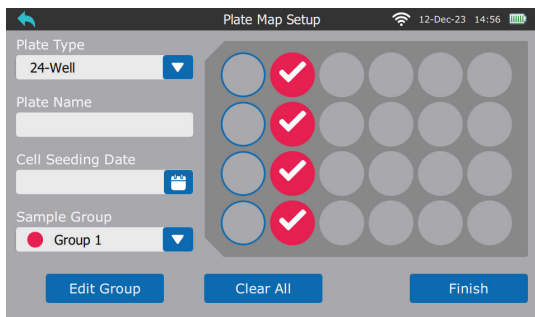 Plate Map Setup
12-Dec-23 14:56
Plate Type
24-Well
Plate Name
Cell Seeding Date
Sample Group
Group 1
Edit Group
Clear All
Finish